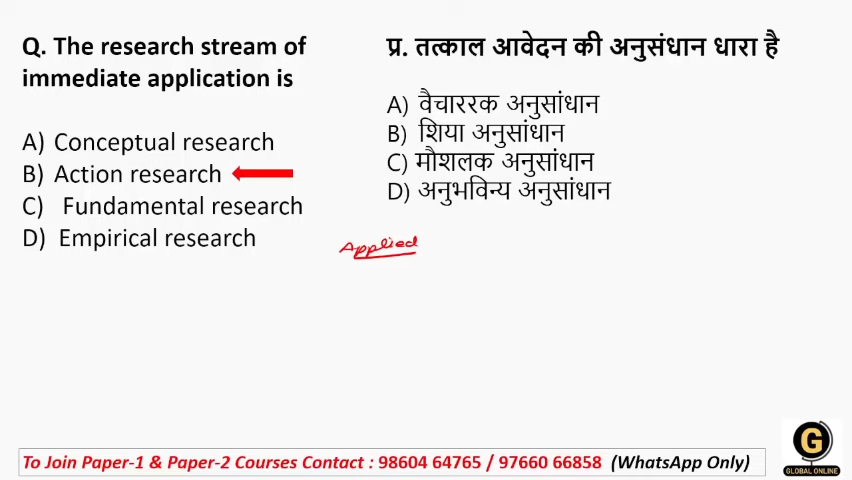 Q. The research stream of
immediate application is
A) Conceptual research
B) Action research
C) Fundamental research
D) Empirical research
प्र. तत्काल आवेदन की अनुसंधान धारा है
A) वैचाररक अनुसांधान
B) शिया अनुसांधान
C) मौशलक अनुसांधान
D) अनुभविन्य अनुसांधान
Applied
G
GLOBAL ONLINE
To Join Paper-1 & Paper-2 Courses Contact : 98604 64765 / 97660 66858 (WhatsApp Only)